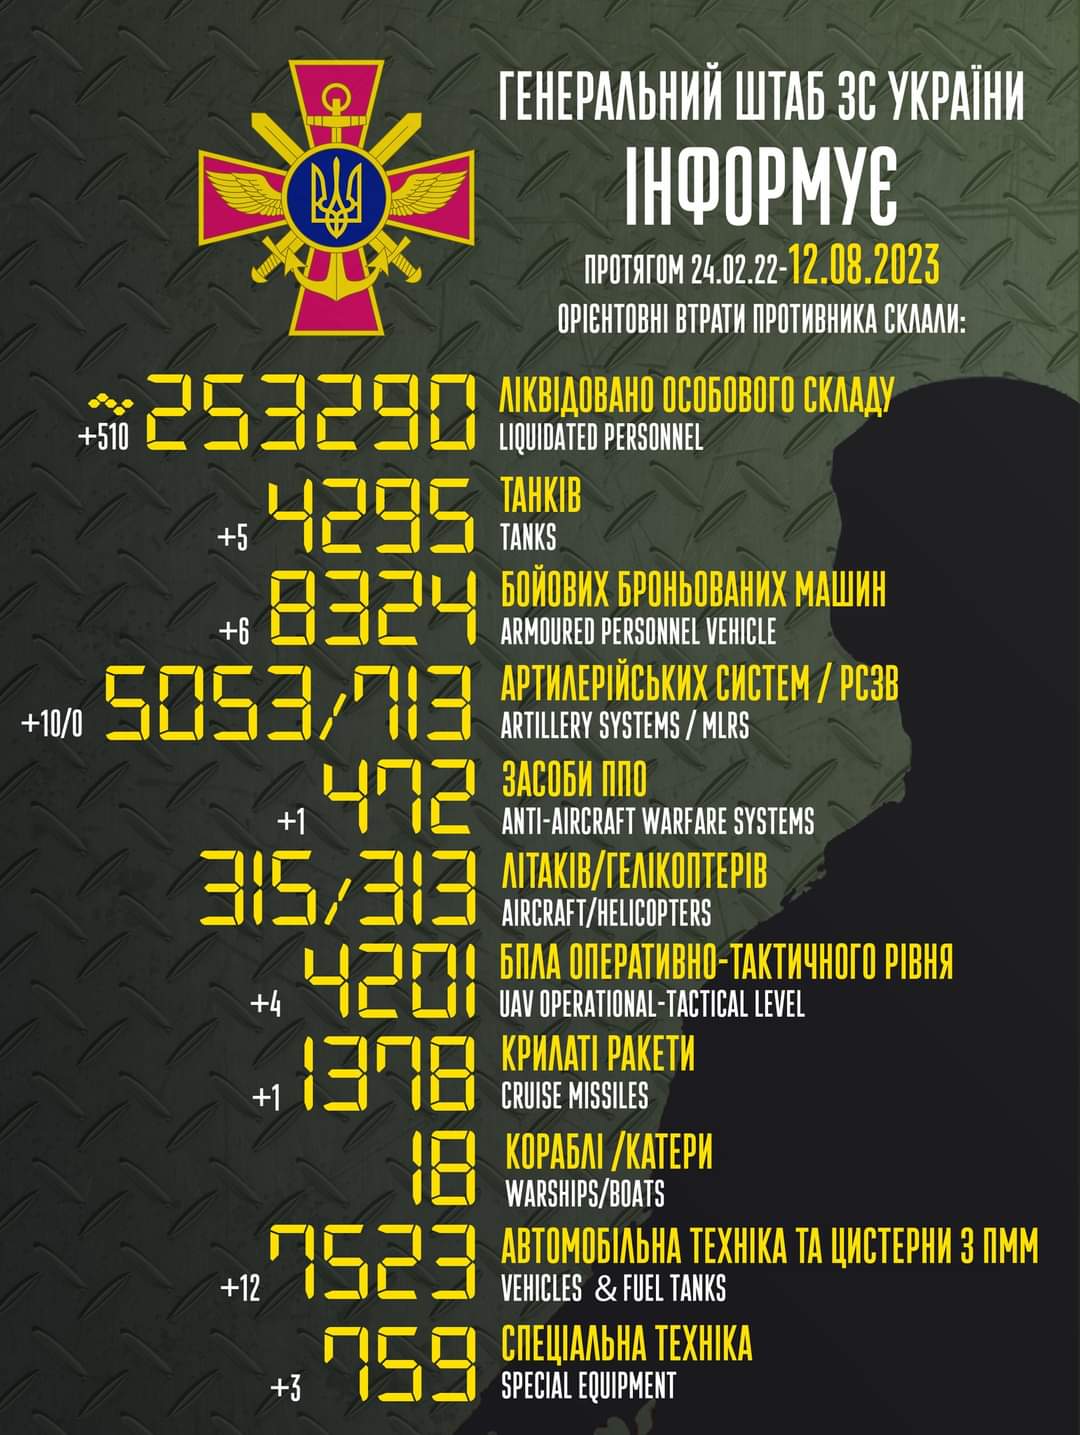 ГЕНЕРАЛЬНИЙ ШТАБ ЗС УКРАЇНИ
ІНФОРМУЄ
ПРОТЯГОМ 24.02.22-12.08.2023
ОРІЄНТОВНІ ВТРАТИ ПРОТИВНИКА СКЛАЛИ:
+510 ~253290 ЛІКВІДОВАНО ОСОБОВОГО СКЛАДУ
LIQUIDATED PERSONNEL
+5 4295 ТАНКІВ
TANKS
+6 8324 БОЙОВИХ БРОНЬОВАНИХ МАШИН
ARMOURED PERSONNEL VEHICLE
+10/0 5053/713 АРТИЛЕРІЙСЬКИХ СИСТЕМ / РСЗВ
ARTILLERY SYSTEMS / MLRS
+1 472 ЗАСОБИ ППО
ANTI-AIRCRAFT WARFARE SYSTEMS
315/313 ЛІТАКІВ/ГЕЛІКОПТЕРІВ
AIRCRAFT/HELICOPTERS
+4 4201 БПЛА ОПЕРАТИВНО-ТАКТИЧНОГО РІВНЯ
UAV OPERATIONAL-TACTICAL LEVEL
+1 1378 КРИЛАТІ РАКЕТИ
CRUISE MISSILES
18 КОРАБЛІ /КАТЕРИ
WARSHIPS/BOATS
+12 7523 АВТОМОБІЛЬНА ТЕХНІКА ТА ЦИСТЕРНИ З ПММ
VEHICLES & FUEL TANKS
+3 759 СПЕЦІАЛЬНА ТЕХНІКА
SPECIAL EQUIPMENT